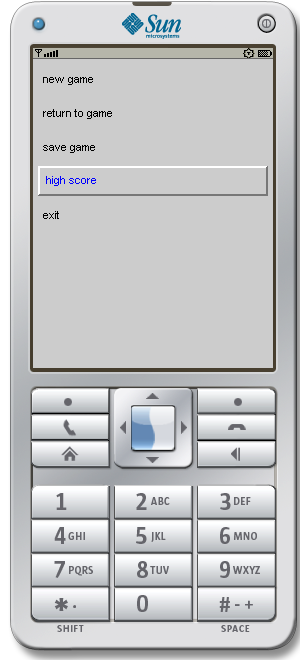 Sun
microsystems
new game
return to game
save game
high score
exit
1 2 ABC 3 DEF
4 GHI 5 JKL 6 MNO
7 PQRS 8 TUV 9 WXYZ
* . 0 # - +
SHIFT SPACE